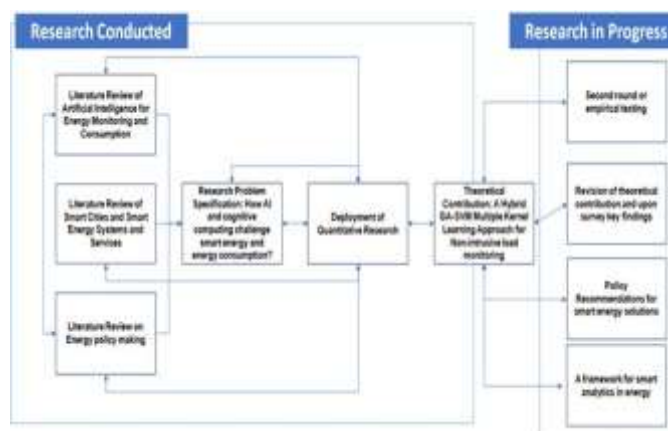 Research Conducted
Research in Progress
Literature Review of
Artificial Intelligence for
Energy Monitoring and
Consumption
Literature Review of
Smart Cities and Smart
Energy Systems and
Services
Literature Review on
Energy policy making
Research Problem
Specification: How AI
and cognitive
computing challenge
smart energy and
energy consumption?
Deployment of
Quantitative Research
Theoretical
Contribution: A Hybrid
GA-SVM Multiple Kernel
Learning Approach for
Non-intrusive load
monitoring
Second round or
empirical testing
Revision of theoretical
contribution and upon
survey key findings
Policy
Recommendations for
smart energy solutions
A framework for smart
analytics in energy